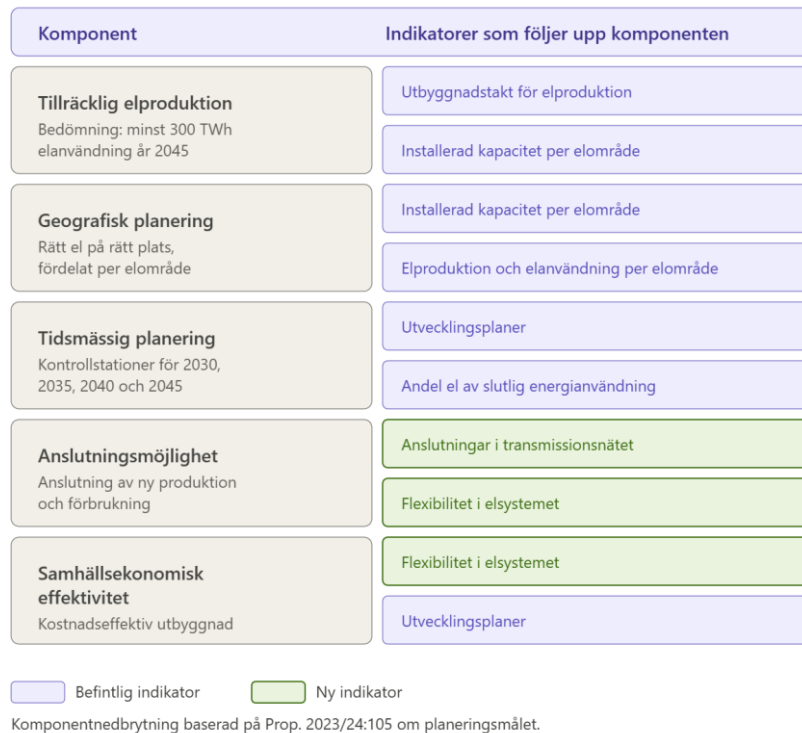 Komponent
Indikatorer som följer upp komponenten
Tillräcklig elproduktion
Bedömning: minst 300 TWh
elanvändning år 2045
Utbyggnadstakt för elproduktion
Installerad kapacitet per elområde
Geografisk planering
Rätt el på rätt plats,
fördelat per elområde
Installerad kapacitet per elområde
Elproduktion och elanvändning per elområde
Tidsmässig planering
Kontrollstationer för 2030,
2035, 2040 och 2045
Utvecklingsplaner
Andel el av slutlig energianvändning
Anslutningsmöjlighet
Anslutning av ny produktion
och förbrukning
Anslutningar i transmissionsnätet
Flexibilitet i elsystemet
Samhällsekonomisk
effektivitet
Kostnadseffektiv utbyggnad
Flexibilitet i elsystemet
Utvecklingsplaner
Befintlig indikator
Ny indikator
Komponentnedbrytning baserad på Prop. 2023/24:105 om planeringsmålet.